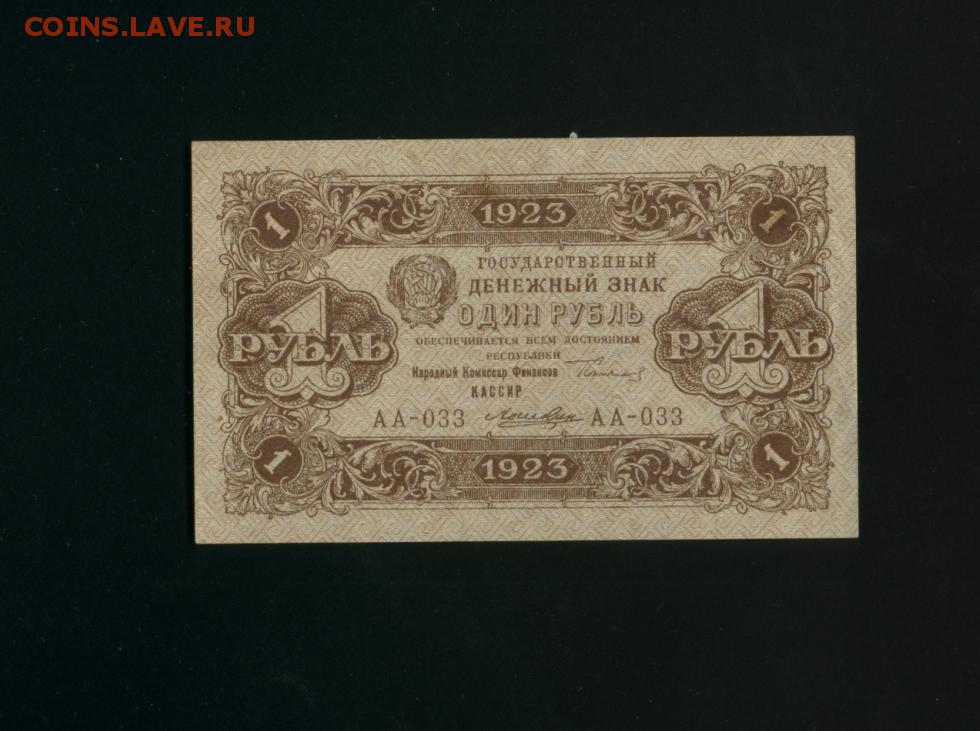 COINS.LAVE.RU
1923
1 1
ГОСУДАРСТВЕННЫЙ
ДЕНЕЖНЫЙ ЗНАК
ОДИН РУБЛЬ
1 РУБЛЬ 1 РУБЛЬ
ОБЕСПЕЧИВАЕТСЯ ВСЕМ ДОСТОЯНИЕМ
РЕСПУБЛИКИ
Народный Комиссар Финансов
КАССИР
АА-033 АА-033
1 1
1923